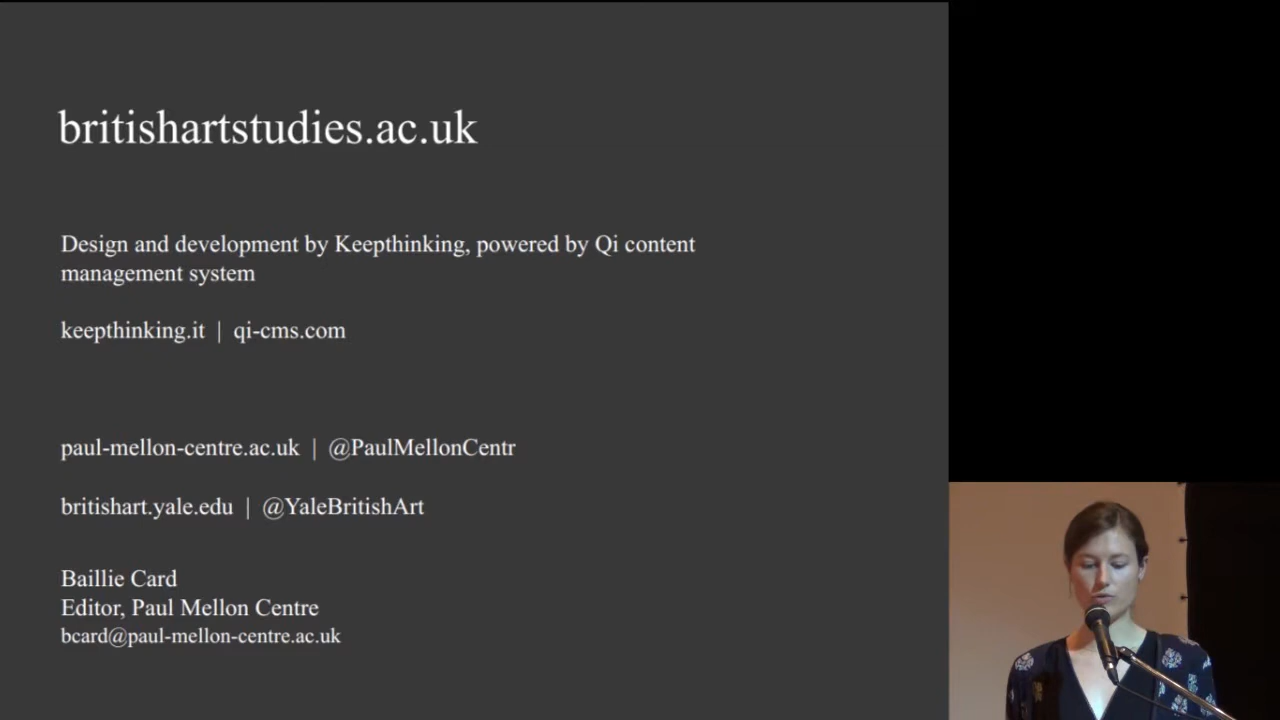 britishartstudies.ac.uk
Design and development by Keepthinking, powered by Qi content
management system
keepthinking.it | qi-cms.com
paul-mellon-centre.ac.uk | @PaulMellonCentr
britishart.yale.edu | @YaleBritishArt
Baillie Card
Editor, Paul Mellon Centre
bcard@paul-mellon-centre.ac.uk